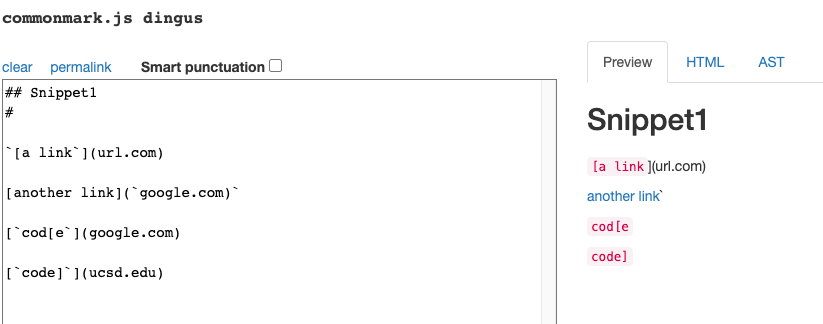 commonmark.js dingus
clear permalink Smart punctuation
## Snippet1
#
`[a link`](url.com)
[another link](`google.com)`
[`cod[e`](google.com)
[`code]`](ucsd.edu)
Preview HTML AST
Snippet1
[a link](url.com)
another link`
cod[e
code]